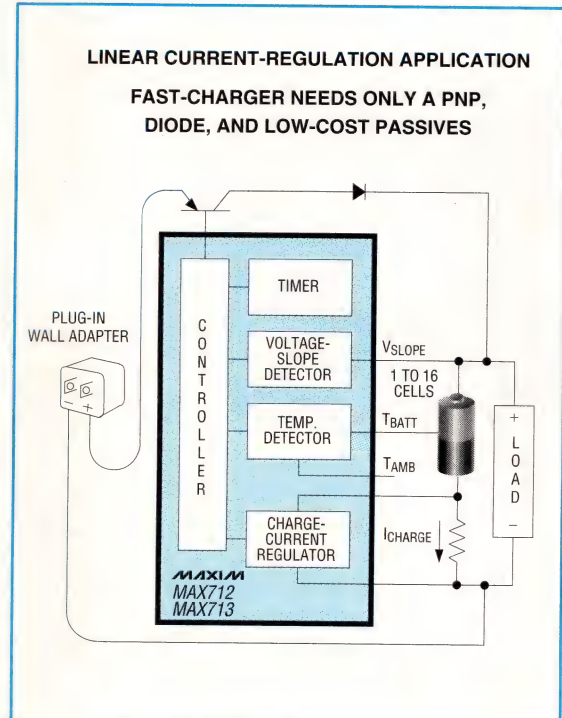 LINEAR CURRENT-REGULATION APPLICATION
FAST-CHARGER NEEDS ONLY A PNP,
DIODE, AND LOW-COST PASSIVES
PLUG-IN
WALL ADAPTER
- +
CONTROLLER
TIMER
VOLTAGE-
SLOPE
DETECTOR
TEMP.
DETECTOR
CHARGE-
CURRENT
REGULATOR
VSLOPE
1 TO 16
CELLS
TBATT
TAMB
ICHARGE
+
LOAD
-
MAXIM
MAX712
MAX713